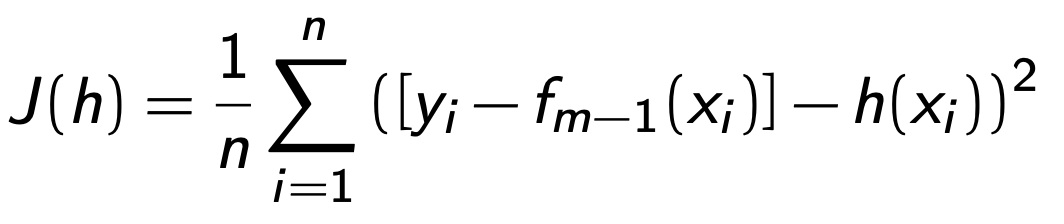 J(h) = \frac{1}{n} \sum_{i=1}^{n} ([y_i - f_{m-1}(x_i)] - h(x_i))^2